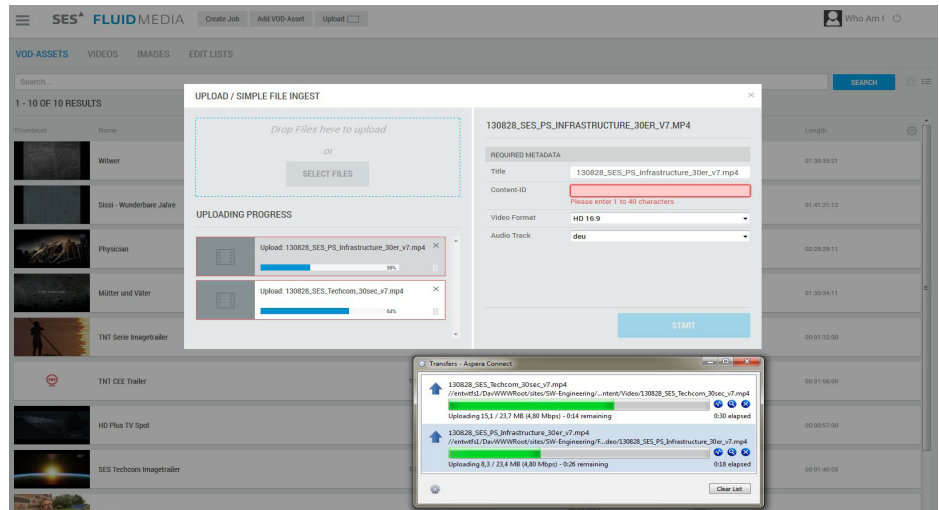 SES▲ FLUIDMEDIA Create Job Add VOD-Asset Upload Who Am I
VOD-ASSETS VIDEOS IMAGES EDIT LISTS
Search... SEARCH
1 - 10 OF 10 RESULTS
Thumbnail Name Length
Witwer 01:30:35:21
Sissi - Wunderbare Jahre 01:41:21:12
Physician 02:28:29:11
Mütter und Väter 01:30:34:11
TNT Serie Imagetrailer 00:01:32:00
TNT CEE Trailer 00:01:56:00
HD Plus TV Spot 00:00:57:00
SES Techcom Imagetrailer 00:01:40:05
UPLOAD / SIMPLE FILE INGEST ×
Drop Files here to upload
or
SELECT FILES
UPLOADING PROGRESS
Upload: 130828_SES_PS_Infrastructure_30er_v7.mp4 ×
36%
Upload: 130828_SES_Techcom_30sec_v7.mp4 ×
64%
130828_SES_PS_INFRASTRUCTURE_30ER_V7.MP4
REQUIRED METADATA
Title 130828_SES_PS_Infrastructure_30er_v7.mp4
Content-ID
Please enter 1 to 40 characters
Video Format HD 16:9
Audio Track deu
START
Transfers - Aspera Connect
130828_SES_Techcom_30sec_v7.mp4
//entwtfs1/DavWWWRoot/sites/SW-Engineering/...ntent/Video/130828_SES_Techcom_30sec_v7.mp4
Uploading 15,1 / 23,7 MB (4,80 Mbps) - 0:14 remaining 0:30 elapsed
130828_SES_PS_Infrastructure_30er_v7.mp4
//entwtfs1/DavWWWRoot/sites/SW-Engineering/F...deo/130828_SES_PS_Infrastructure_30er_v7.mp4
Uploading 8,3 / 23,4 MB (4,80 Mbps) - 0:26 remaining 0:18 elapsed
Clear List